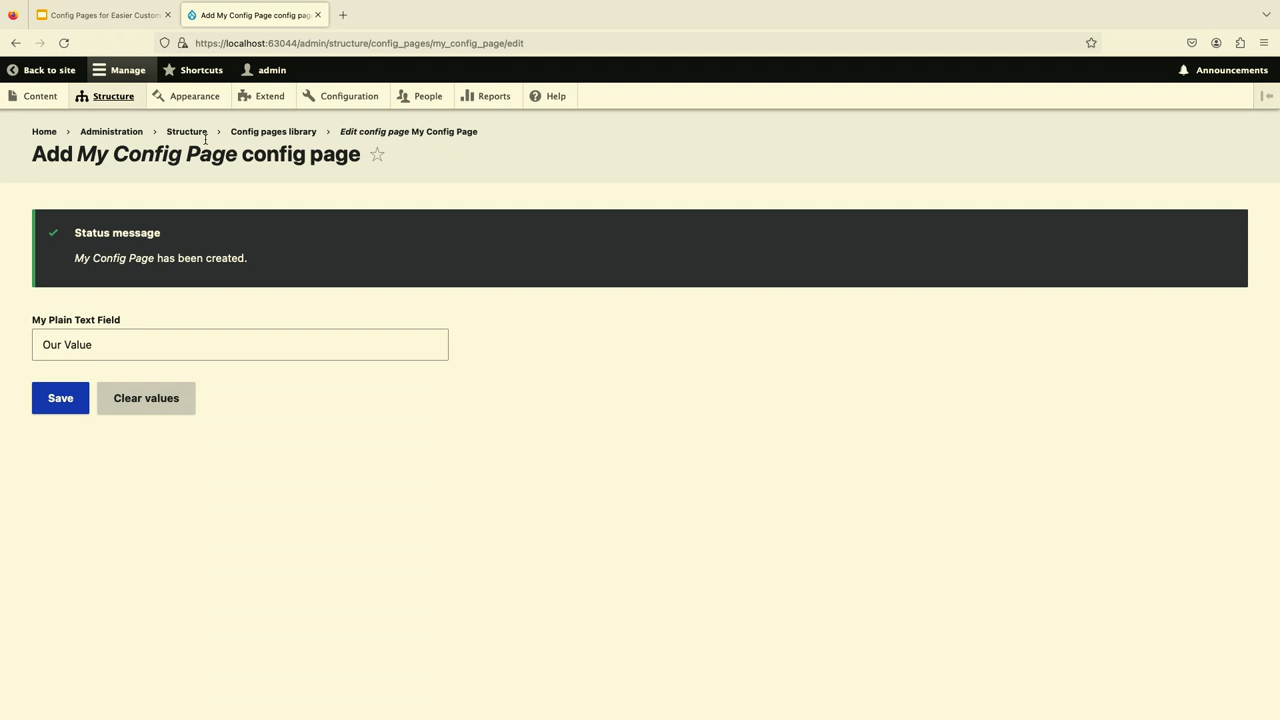 Config Pages for Easier Custom
Add My Config Page config pag
https://localhost:63044/admin/structure/config_pages/my_config_page/edit
Back to site Manage Shortcuts admin Announcements
Content Structure Appearance Extend Configuration People Reports Help
Home › Administration › Structure › Config pages library › Edit config page My Config Page
Add My Config Page config page
Status message
My Config Page has been created.
My Plain Text Field
Our Value
Save Clear values